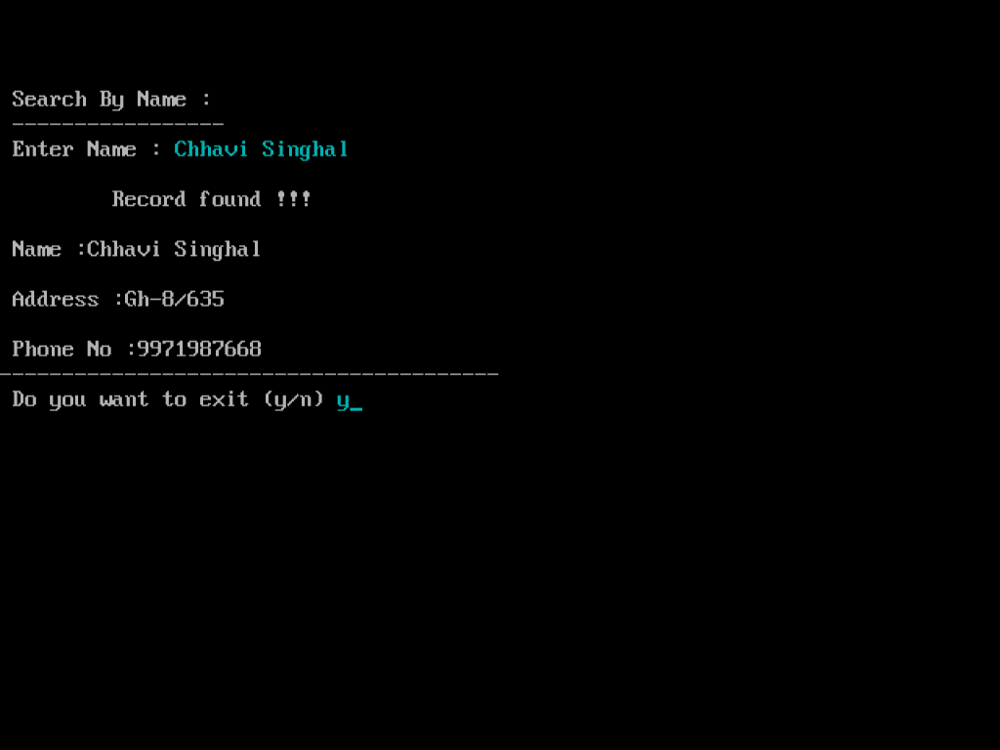 Search By Name :
-----------------
Enter Name : Chhavi Singhal
Record found !!!
Name :Chhavi Singhal
Address :Gh-8/635
Phone No :9971987668
----------------------------------------
Do you want to exit (y/n) y_